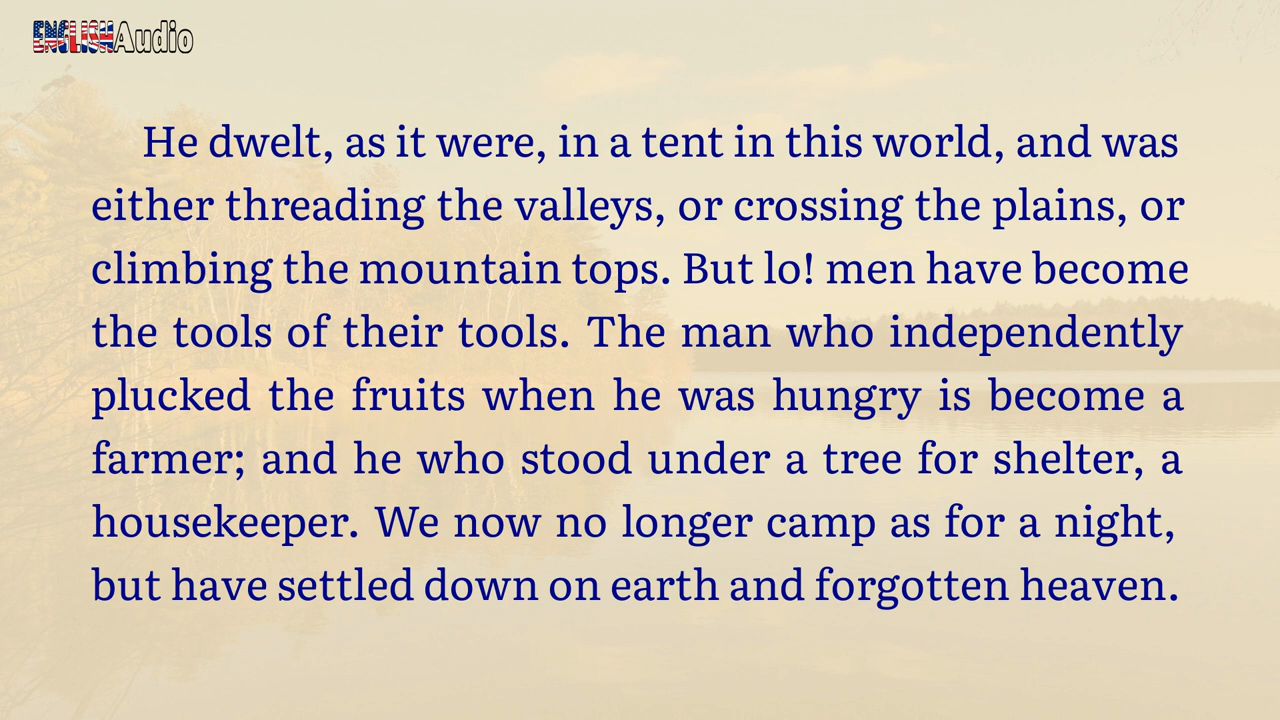 ENGLISHAudio
He dwelt, as it were, in a tent in this world, and was
either threading the valleys, or crossing the plains, or
climbing the mountain tops. But lo! men have become
the tools of their tools. The man who independently
plucked the fruits when he was hungry is become a
farmer; and he who stood under a tree for shelter, a
housekeeper. We now no longer camp as for a night,
but have settled down on earth and forgotten heaven.